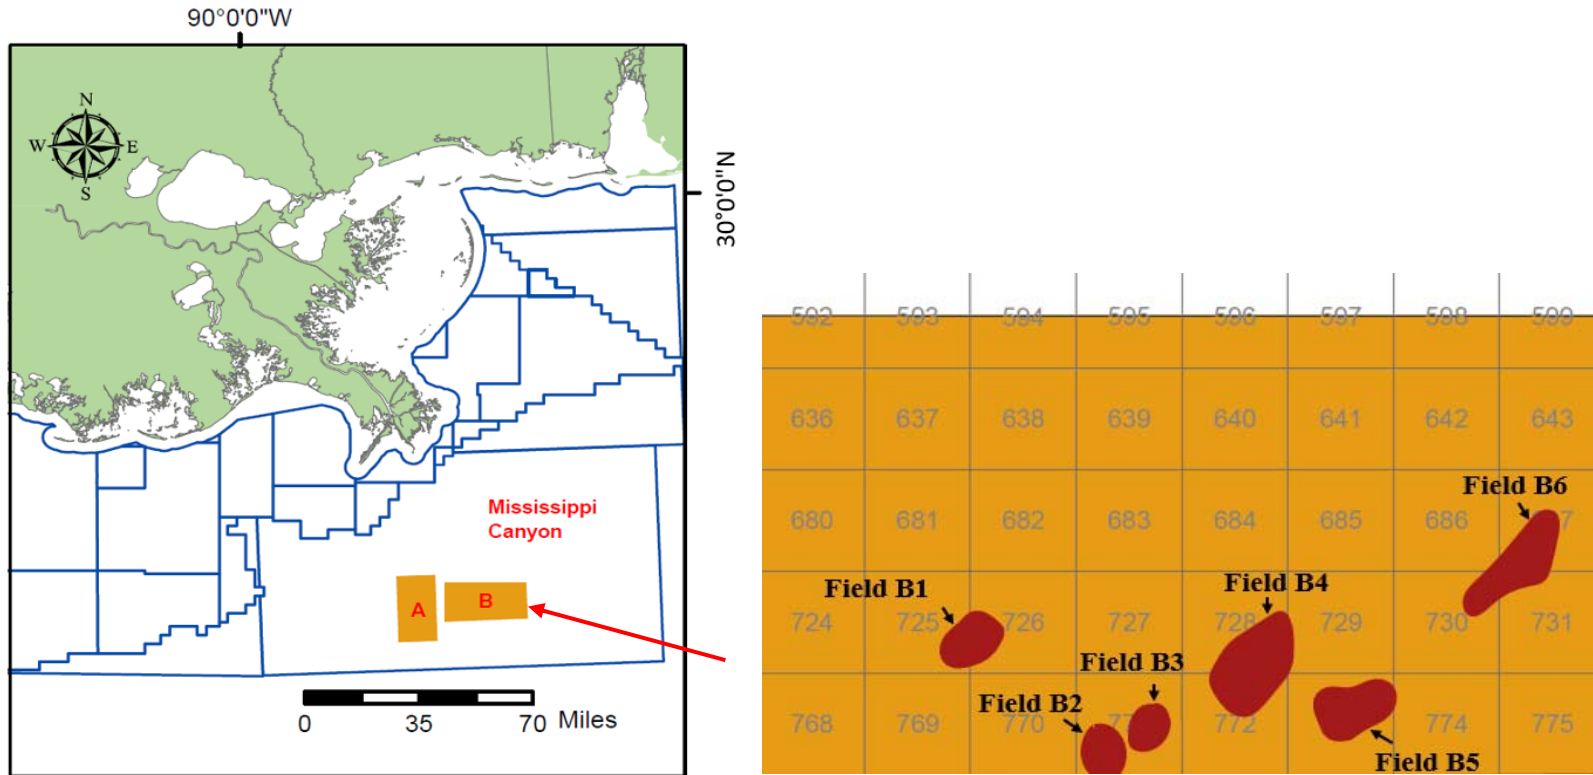 90°0'0"W
N
W E
S
30°0'0"N
Mississippi
Canyon
A B
0 35 70 Miles
592 593 594 595 596 597 598 599
636 637 638 639 640 641 642 643
Field B6
680 681 682 683 684 685 686
Field B1
Field B4
724 725 726 727 728 729 730 731
Field B3
Field B2
768 769 770 772 774 775
Field B5